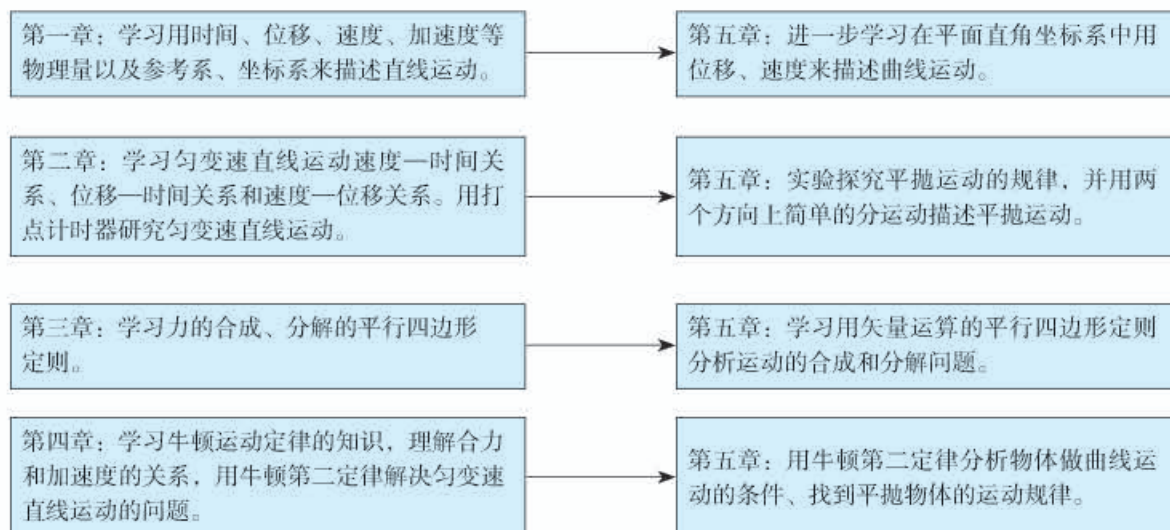 第一章：学习用时间、位移、速度、加速度等
物理量以及参考系、坐标系来描述直线运动。
第五章：进一步学习在平面直角坐标系中用
位移、速度来描述曲线运动。
第二章：学习匀变速直线运动速度—时间关
系、位移—时间关系和速度—位移关系。用打
点计时器研究匀变速直线运动。
第五章：实验探究平抛运动的规律，并用两
个方向上简单的分运动描述平抛运动。
第三章：学习力的合成、分解的平行四边形
定则。
第五章：学习用矢量运算的平行四边形定则
分析运动的合成和分解问题。
第四章：学习牛顿运动定律的知识，理解合力
和加速度的关系，用牛顿第二定律解决匀变速
直线运动的问题。
第五章：用牛顿第二定律分析物体做曲线运
动的条件、找到平抛物体的运动规律。